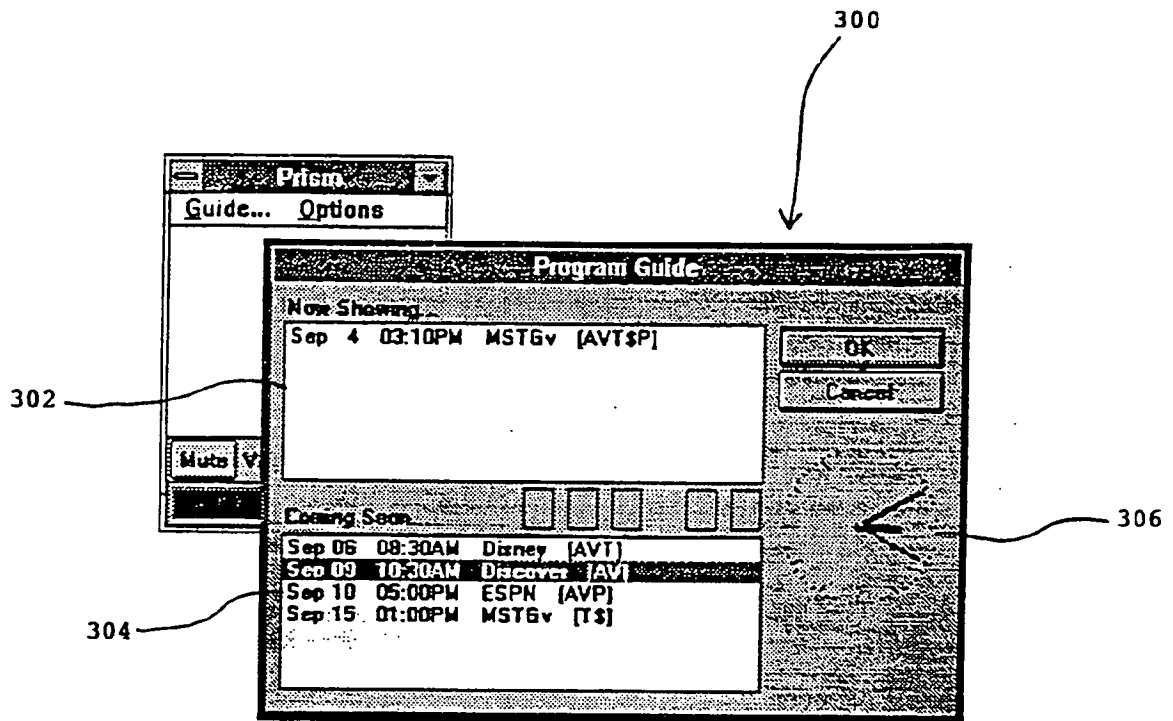 300
Prism
Guide... Options
Program Guide
Now Showing...
Sep 4 03:10PM MSTGv [AVT$P]
OK
302
Cancel
Mute
306
Coming Soon...
Sep 06 08:30AM Disney [AVT]
Sep 09 10:30AM Discover [AV]
Sep 10 05:00PM ESPN [AVP]
304
Sep 15 01:00PM MSTGv [T$]